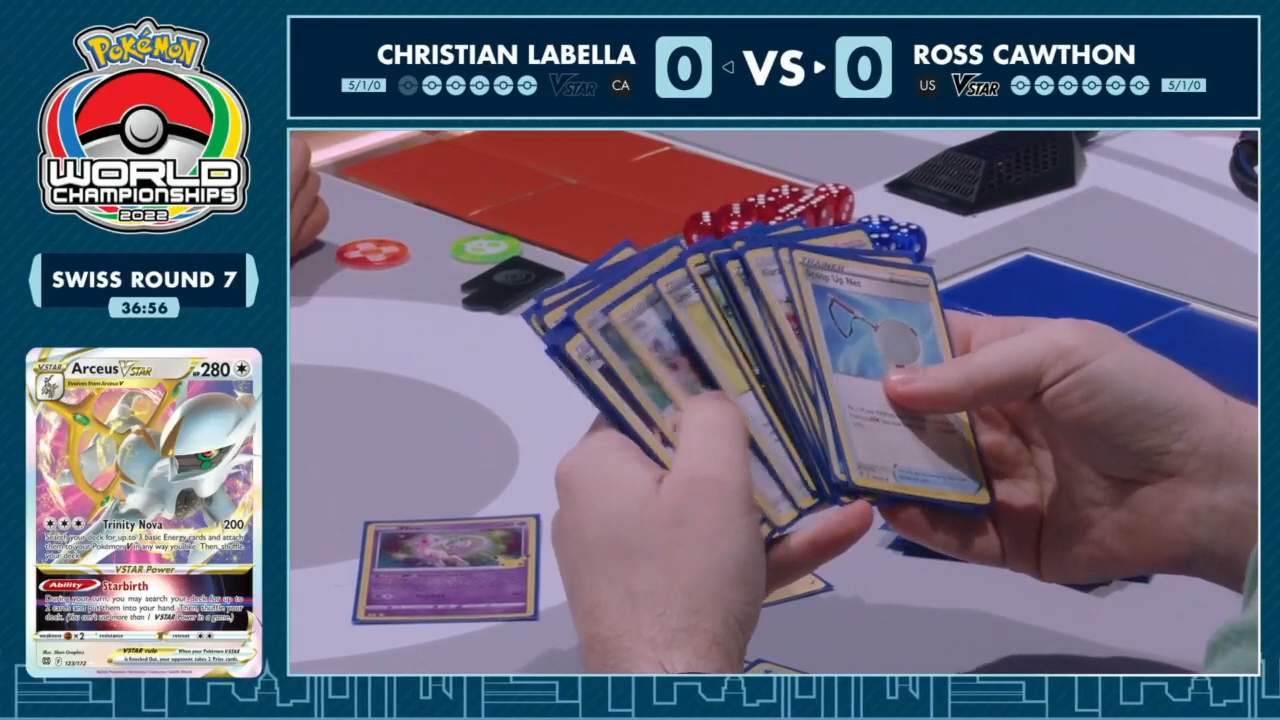 Pokémon
WORLD
CHAMPIONSHIPS
2022
CHRISTIAN LABELLA
0
VS
0
ROSS CAWTHON
5/1/0
VSTAR
CA
US
VSTAR
5/1/0
SWISS ROUND 7
36:56
VSTAR
Arceus VSTAR
280
Evolves from Arceus V
Trinity Nova 200
Search your deck for up to 3 basic Energy cards and attach
them to your Pokémon V in any way you like. Then, shuffle
your deck.
VSTAR Power
Ability Starbirth
During your turn, you may search your deck for up to
2 cards and put them into your hand. Then, shuffle your
deck. (You can't use more than 1 VSTAR Power in a game.)
weakness ×2 resistance retreat
VSTAR rule
When your Pokémon VSTAR
is Knocked Out, your opponent takes 2 Prize cards.
123/172
TRAINER
Scoop Up Net